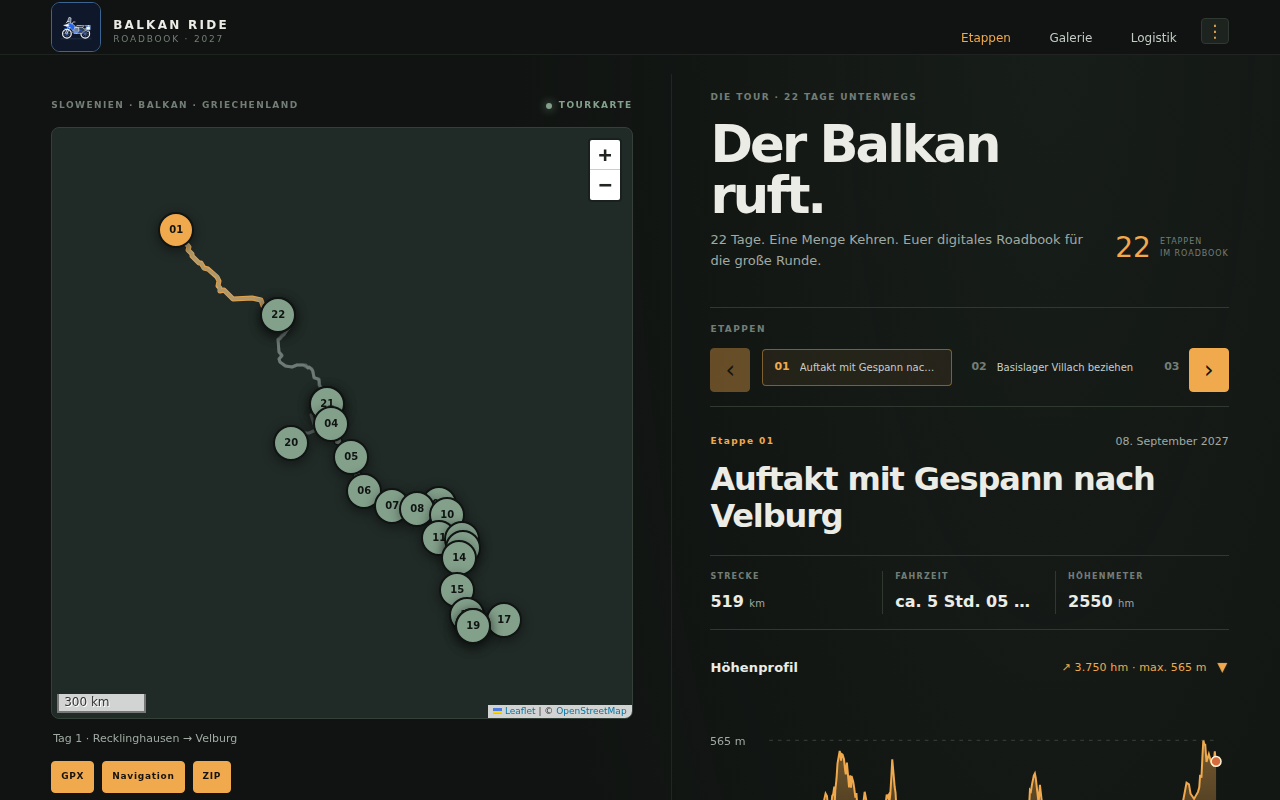 BALKAN RIDE
ROADBOOK · 2027
Etappen
Galerie
Logistik
SLOWENIEN · BALKAN · GRIECHENLAND
TOURKARTE
+
−
01
22
21
04
20
05
06
07
08
10
11
14
15
17
19
300 km
Leaflet | © OpenStreetMap
Tag 1 · Recklinghausen → Velburg
GPX
Navigation
ZIP
DIE TOUR · 22 TAGE UNTERWEGS
Der Balkan
ruft.
22 Tage. Eine Menge Kehren. Euer digitales Roadbook für
die große Runde.
22
ETAPPEN
IM ROADBOOK
ETAPPEN
‹
01 Auftakt mit Gespann nac...
02 Basislager Villach beziehen
03
›
Etappe 01
08. September 2027
Auftakt mit Gespann nach
Velburg
STRECKE
519 km
FAHRZEIT
ca. 5 Std. 05 ...
HÖHENMETER
2550 hm
Höhenprofil
↗ 3.750 hm · max. 565 m ▼
565 m